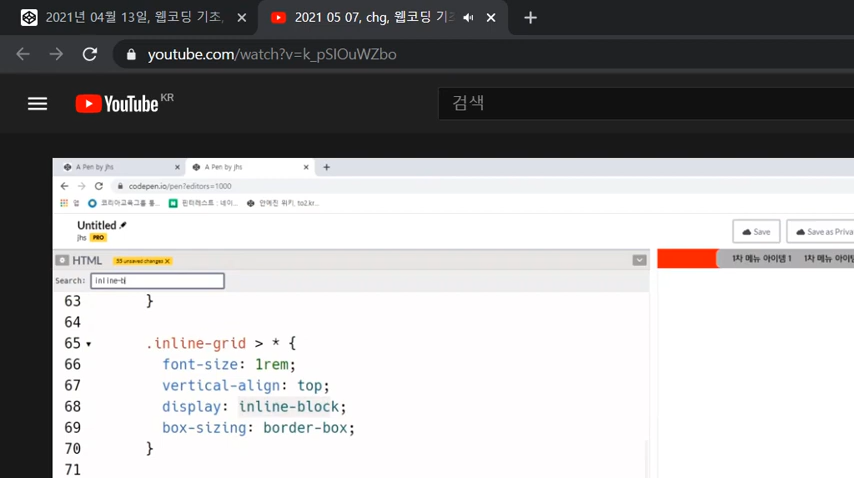 2021년 04월 13일, 웹코딩 기초,
2021 05 07, chg, 웹코딩 기초
youtube.com/watch?v=k_pSIOuWZbo
YouTube KR
검색
A Pen by jhs
A Pen by jhs
codepen.io/pen?editors=1000
앱
코리아교육그룹 통...
핀터레스트 : 네이...
안예진 위키, to2.kr...
Untitled
jhs PRO
Save
Save as Priva
HTML
55 unsaved changes X
Search: inline-b
1차 메뉴 아이템 1 1차 메뉴 아이템
63 }
64
65 .inline-grid > * {
66 font-size: 1rem;
67 vertical-align: top;
68 display: inline-block;
69 box-sizing: border-box;
70 }
71